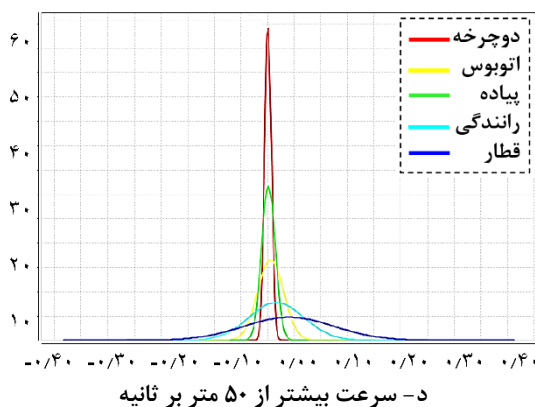 ۶۰
۵۰
۴۰
۳۰
۲۰
۱۰
دوچرخه
اتوبوس
پیاده
رانندگی
قطار
-۰/۴۰ -۰/۳۰ -۰/۲۰ -۰/۱۰ ۰/۰۰ ۰/۱۰ ۰/۲۰ ۰/۳۰ ۰/۴۰
د- سرعت بیشتر از ۵۰ متر بر ثانیه